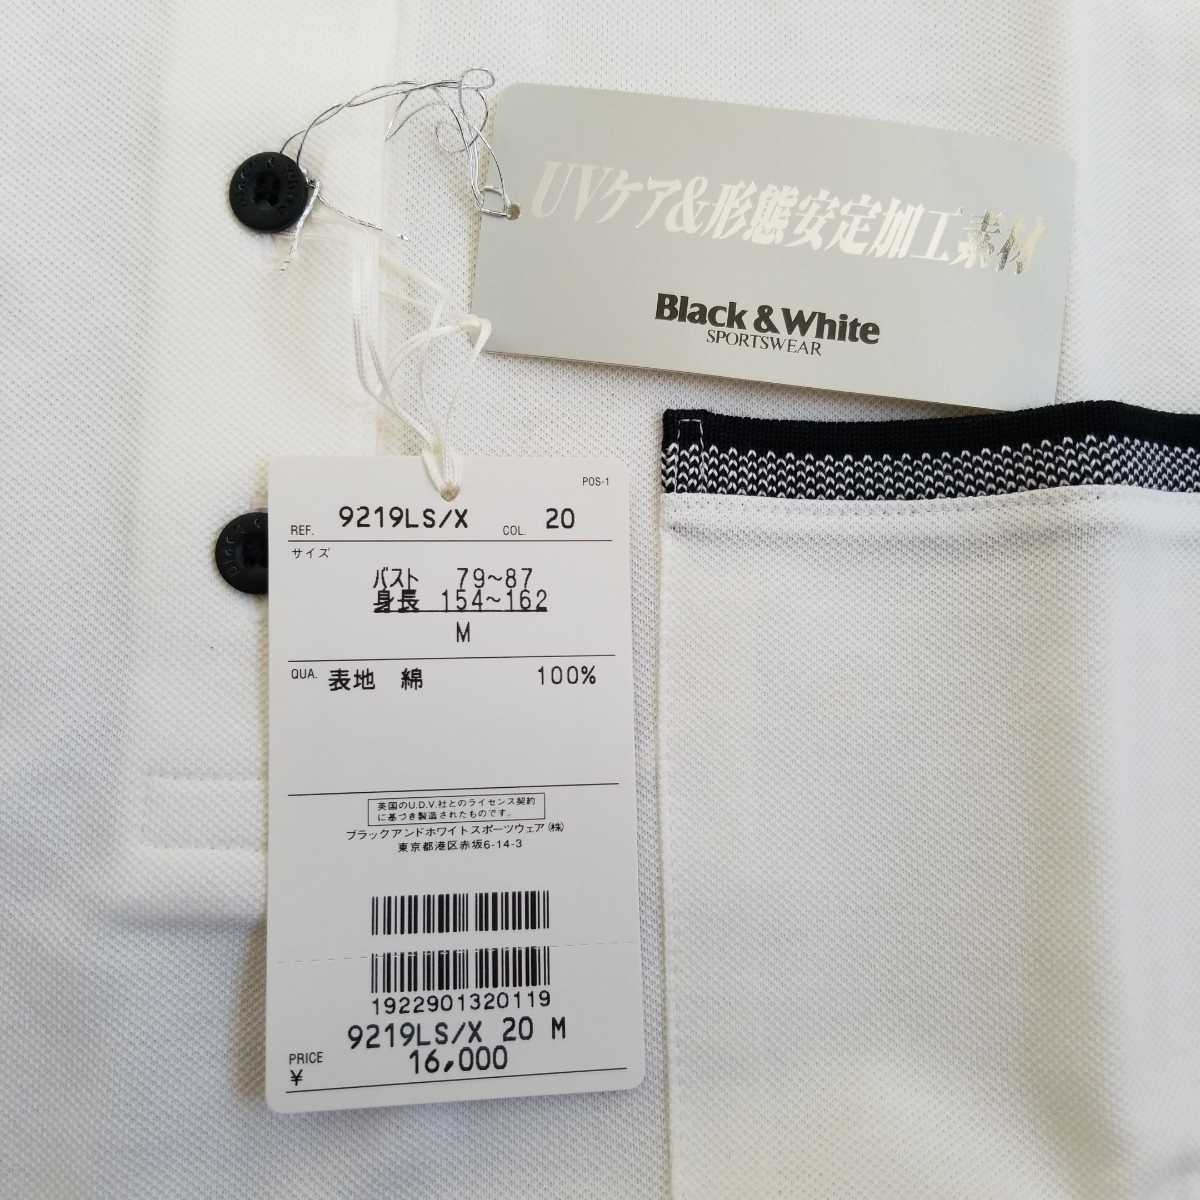 UVケア&形態安定加工素材
Black & White
SPORTSWEAR
POS-1
REF. 9219LS/X COL. 20
サイズ
バスト 79~87
身長 154~162
M
QUA. 表地 綿 100%
英国のU.D.V.社とのライセンス契約
に基づき製造されたものです。
ブラックアンドホワイトスポーツウェア(株)
東京都港区赤坂6-14-3
1922901320119
9219LS/X 20 M
PRICE 16,000
¥